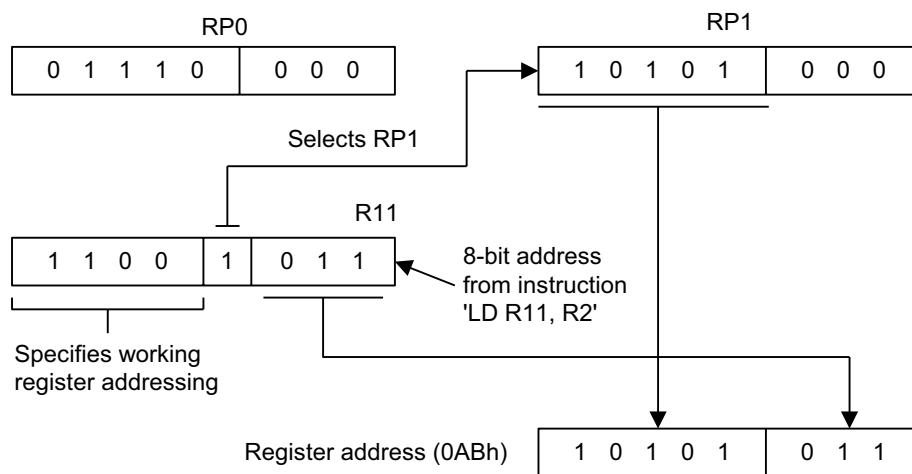 RP0
RP1
0 1 1 1 0 0 0 0
1 0 1 0 1 0 0 0
Selects RP1
R11
1 1 0 0 1 0 1 1
8-bit address
from instruction
'LD R11, R2'
Specifies working
register addressing
Register address (0ABh)
1 0 1 0 1 0 1 1